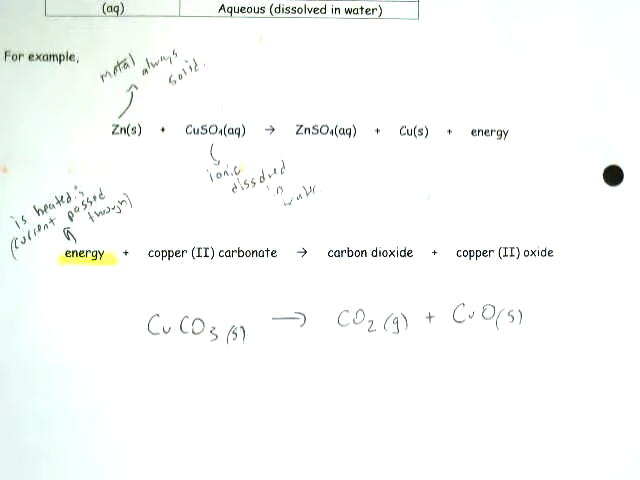 (aq) Aqueous (dissolved in water)
For example,
metal always
solid.
Zn(s) + CuSO₄(aq) → ZnSO₄(aq) + Cu(s) + energy
ionic
dissolved
in
water.
is heated
(current passed
through)
energy + copper (II) carbonate → carbon dioxide + copper (II) oxide
CuCO₃(s) → CO₂(g) + CuO(s)